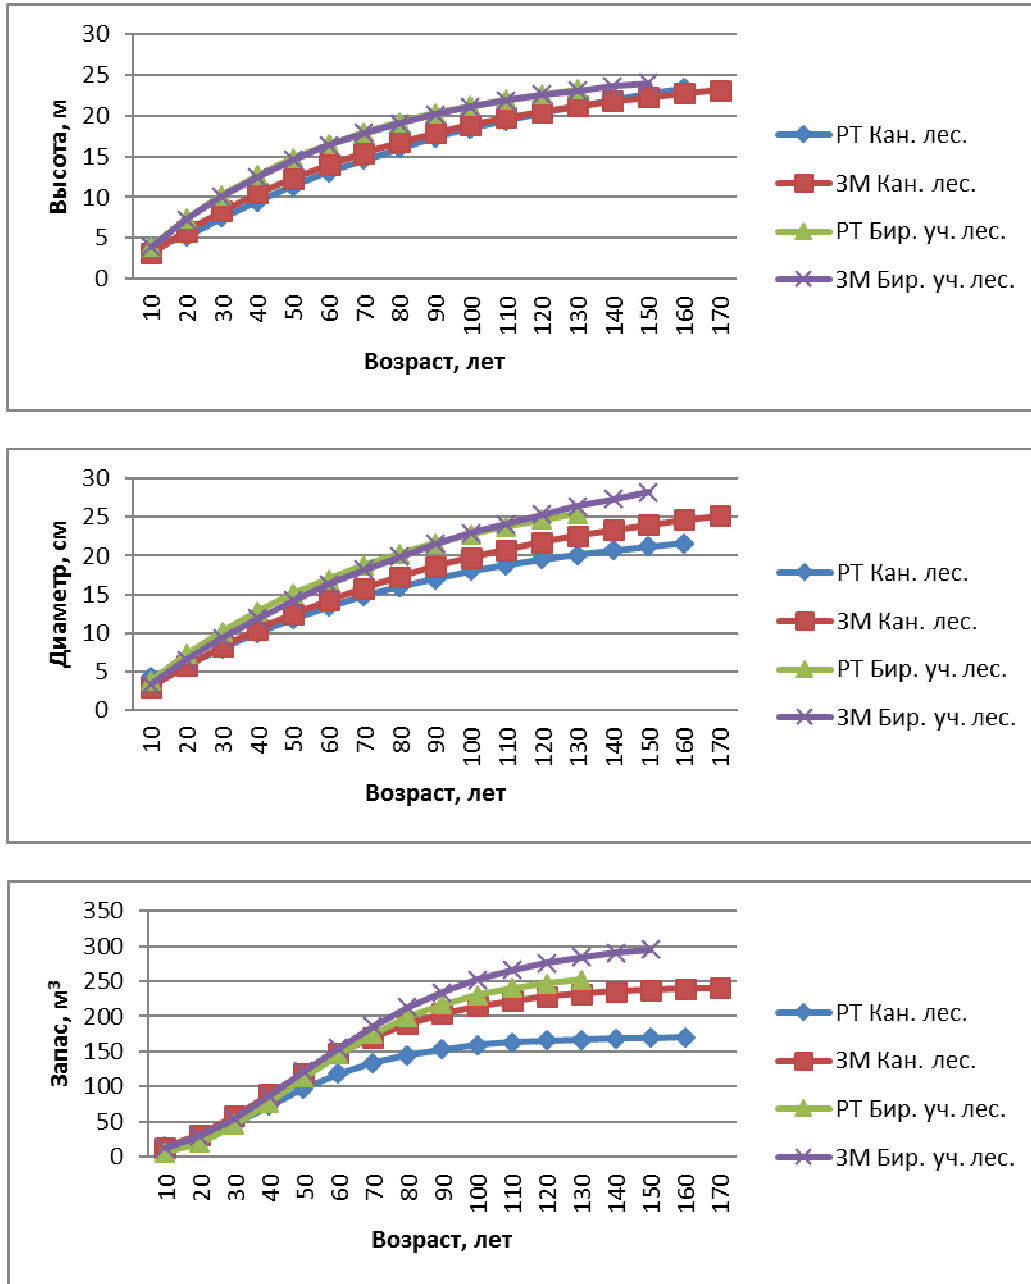 30
25
20
15
10
5
0
Высота, м
10 20 30 40 50 60 70 80 90 100 110 120 130 140 150 160 170
Возраст, лет
РТ Кан. лес.
ЗМ Кан. лес.
РТ Бир. уч. лес.
ЗМ Бир. уч. лес.
30
25
20
15
10
5
0
Диаметр, см
10 20 30 40 50 60 70 80 90 100 110 120 130 140 150 160 170
Возраст, лет
РТ Кан. лес.
ЗМ Кан. лес.
РТ Бир. уч. лес.
ЗМ Бир. уч. лес.
350
300
250
200
150
100
50
0
Запас, м³
10 20 30 40 50 60 70 80 90 100 110 120 130 140 150 160 170
Возраст, лет
РТ Кан. лес.
ЗМ Кан. лес.
РТ Бир. уч. лес.
ЗМ Бир. уч. лес.